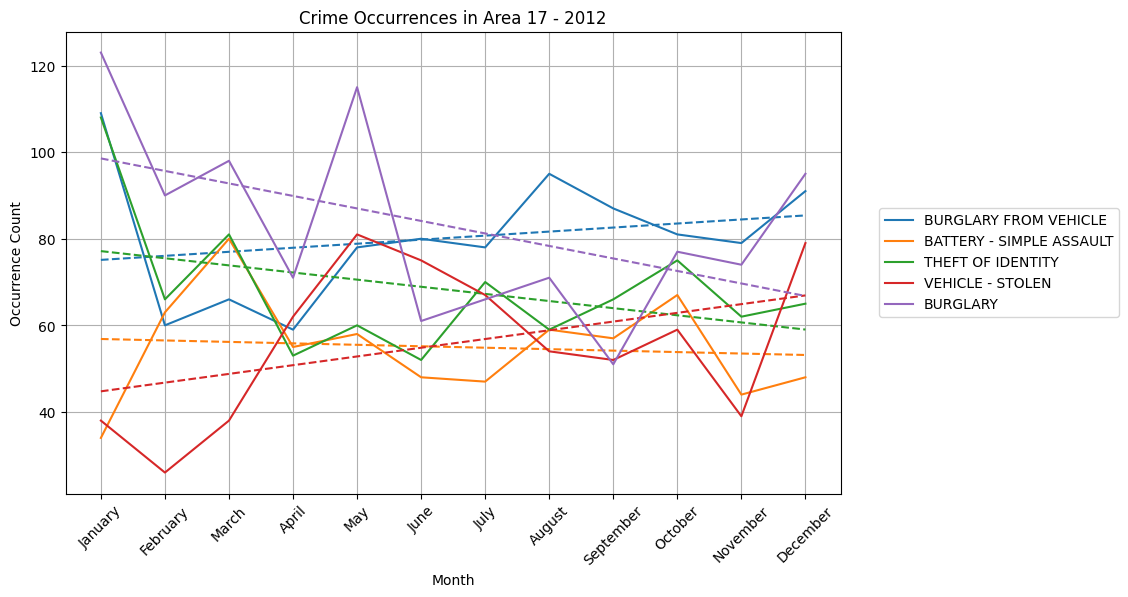 Crime Occurrences in Area 17 - 2012
Occurrence Count
120
100
80
60
40
January
February
March
April
May
June
July
August
September
October
November
December
Month
BURGLARY FROM VEHICLE
BATTERY - SIMPLE ASSAULT
THEFT OF IDENTITY
VEHICLE - STOLEN
BURGLARY